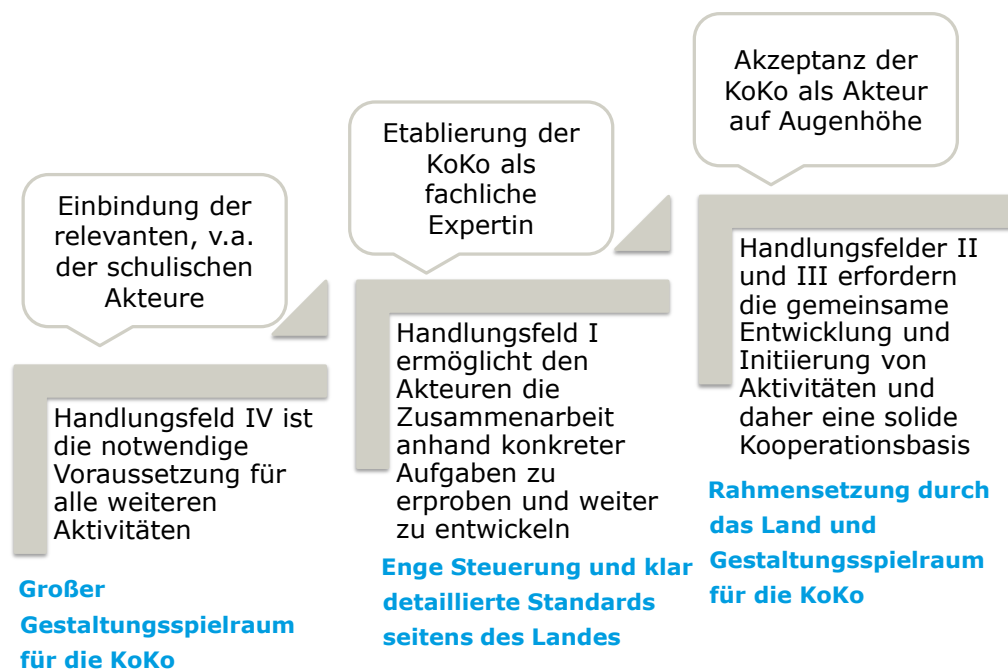 Einbindung der
relevanten, v.a.
der schulischen
Akteure
Handlungsfeld IV ist
die notwendige
Voraussetzung für
alle weiteren
Aktivitäten
Großer
Gestaltungsspielraum
für die KoKo
Etablierung der
KoKo als
fachliche
Expertin
Handlungsfeld I
ermöglicht den
Akteuren die
Zusammenarbeit
anhand konkreter
Aufgaben zu
erproben und weiter
zu entwickeln
Enge Steuerung und klar
detaillierte Standards
seitens des Landes
Akzeptanz der
KoKo als Akteur
auf Augenhöhe
Handlungsfelder II
und III erfordern
die gemeinsame
Entwicklung und
Initiierung von
Aktivitäten und
daher eine solide
Kooperationsbasis
Rahmensetzung durch
das Land und
Gestaltungsspielraum
für die KoKo